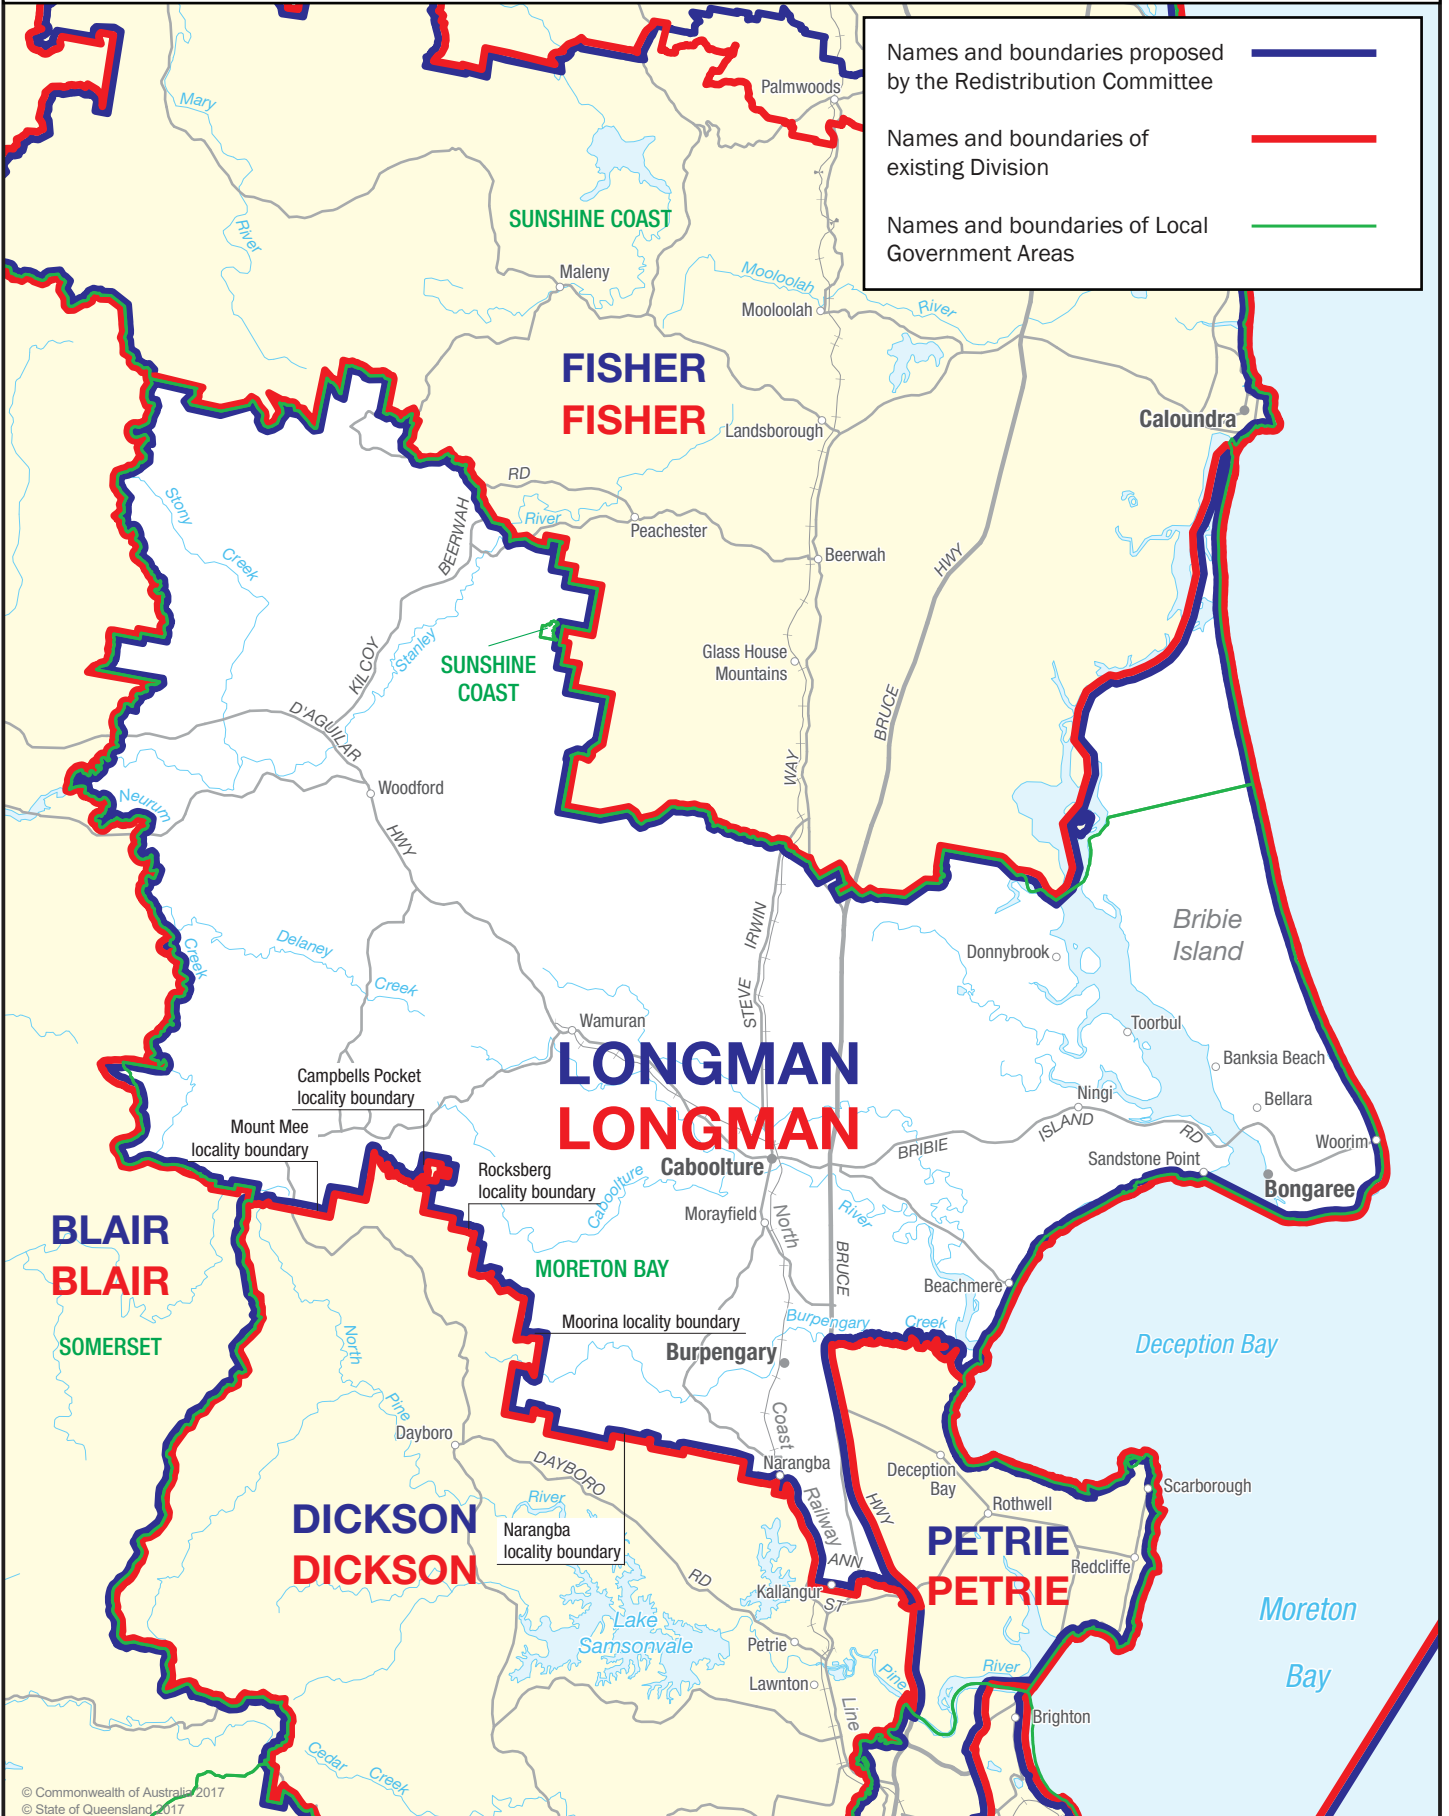 Names and boundaries proposed
by the Redistribution Committee
Names and boundaries of
existing Division
Names and boundaries of Local
Government Areas
Palmwoods
Mary
River
SUNSHINE COAST
Maleny
Mooloolah
River
Mooloolah
FISHER
FISHER
Caloundra
Landsborough
RD
River
Peachester
Stony
Creek
BEERWAH
Beerwah
HWY
KILCOY
Stanley
SUNSHINE
COAST
Glass House
Mountains
D'AGUILAR
BRUCE
WAY
Woodford
Neurum
HWY
Creek
Delaney
Creek
IRWIN
STEVE
Bribie
Island
Donnybrook
Toorbul
Wamuran
LONGMAN
LONGMAN
Banksia Beach
Bellara
Campbells Pocket
locality boundary
Mount Mee
locality boundary
Ningi
ISLAND
RD
BRIBIE
Woorim
Sandstone Point
Caboolture
Rocksberg
locality boundary
Caboolture
River
Bongaree
Morayfield
North
BLAIR
BLAIR
MORETON BAY
BRUCE
Beachmere
Moorina locality boundary
Burpengary
Creek
SOMERSET
Burpengary
Deception Bay
North
Pine
River
Dayboro
DAYBORO
RD
Coast
Narangba
Railway
HWY
Deception
Bay
Rothwell
Scarborough
DICKSON
DICKSON
Narangba
locality boundary
PETRIE
PETRIE
Redcliffe
ANN
ST
Kallangur
Lake
Samsonvale
Petrie
Lawnton
Pine
River
Line
Moreton
Bay
Brighton
Cedar
Creek
© Commonwealth of Australia 2017
© State of Queensland 2017